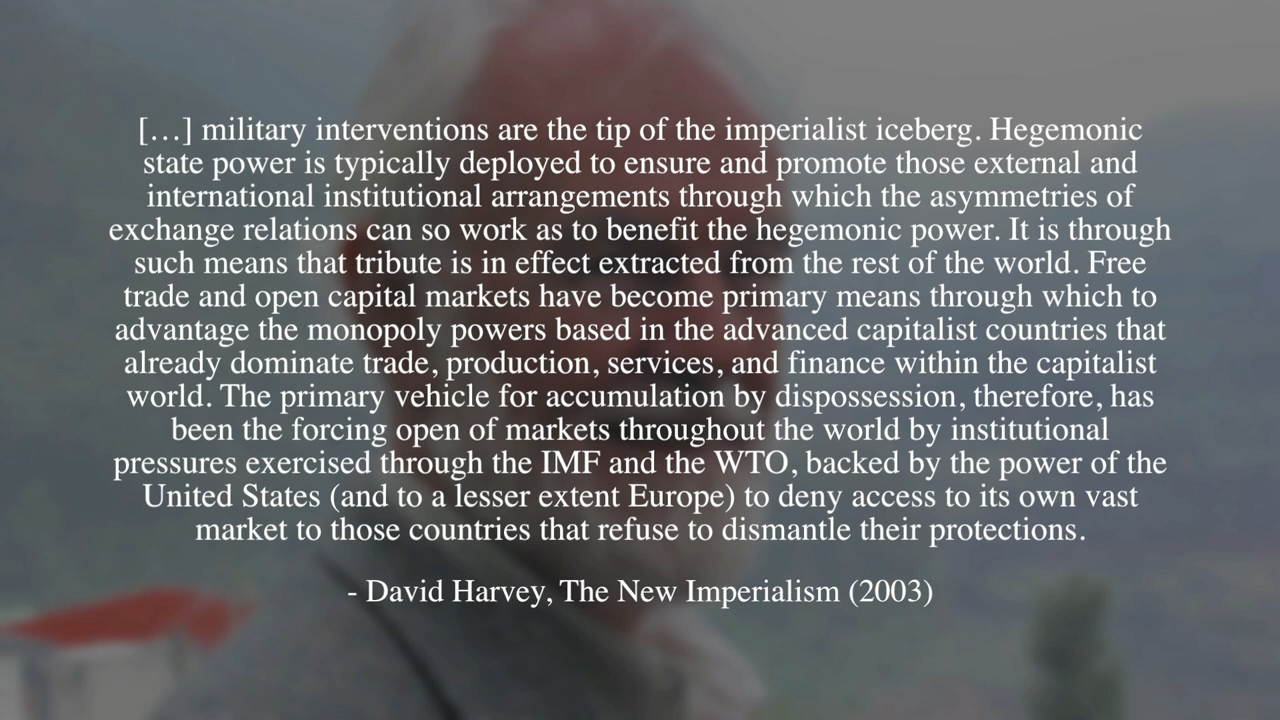 […] military interventions are the tip of the imperialist iceberg. Hegemonic
state power is typically deployed to ensure and promote those external and
international institutional arrangements through which the asymmetries of
exchange relations can so work as to benefit the hegemonic power. It is through
such means that tribute is in effect extracted from the rest of the world. Free
trade and open capital markets have become primary means through which to
advantage the monopoly powers based in the advanced capitalist countries that
already dominate trade, production, services, and finance within the capitalist
world. The primary vehicle for accumulation by dispossession, therefore, has
been the forcing open of markets throughout the world by institutional
pressures exercised through the IMF and the WTO, backed by the power of the
United States (and to a lesser extent Europe) to deny access to its own vast
market to those countries that refuse to dismantle their protections.
- David Harvey, The New Imperialism (2003)